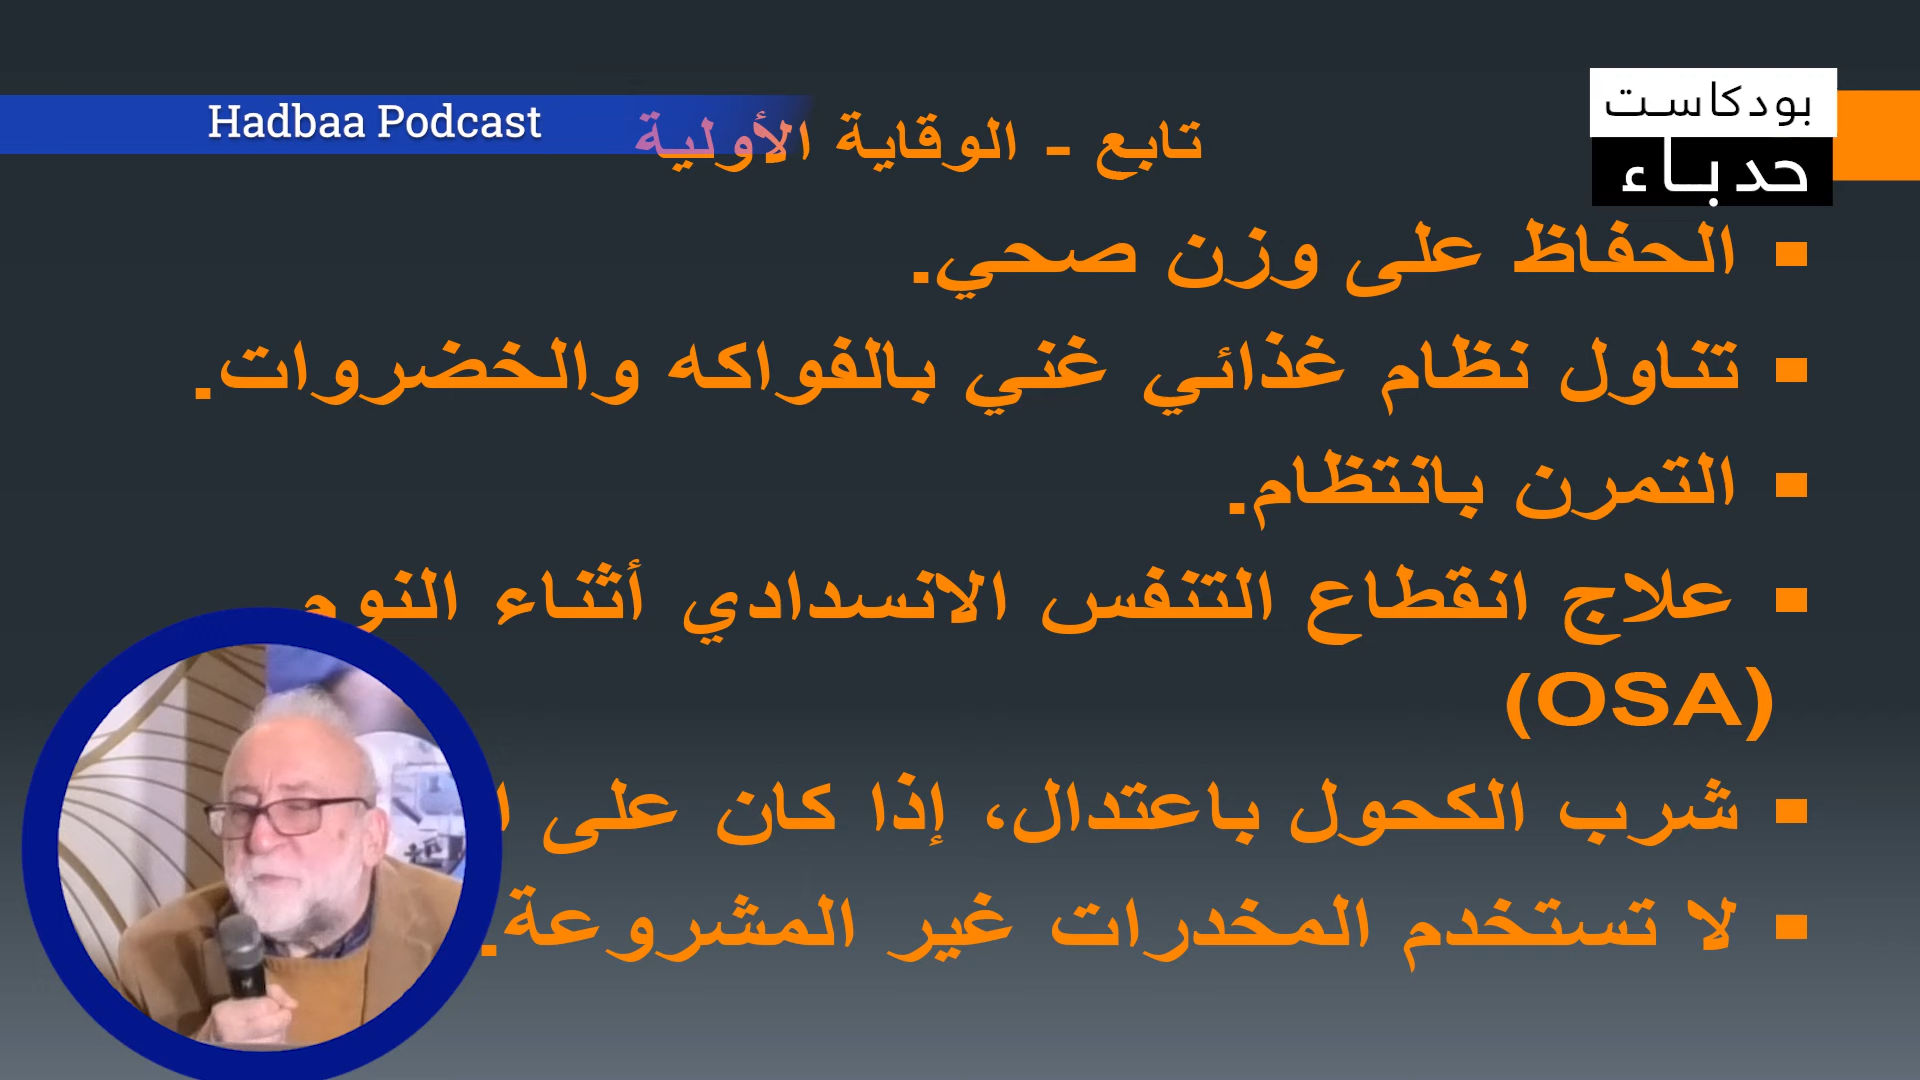 Hadbaa Podcast
بودكاست
حدباء
تابع - الوقاية الأولية
▪ الحفاظ على وزن صحي.
▪ تناول نظام غذائي غني بالفواكه والخضروات.
▪ التمرن بانتظام.
▪ علاج انقطاع التنفس الانسدادي أثناء النوم
(OSA)
▪ شرب الكحول باعتدال، إذا كان على
▪ لا تستخدم المخدرات غير المشروعة.